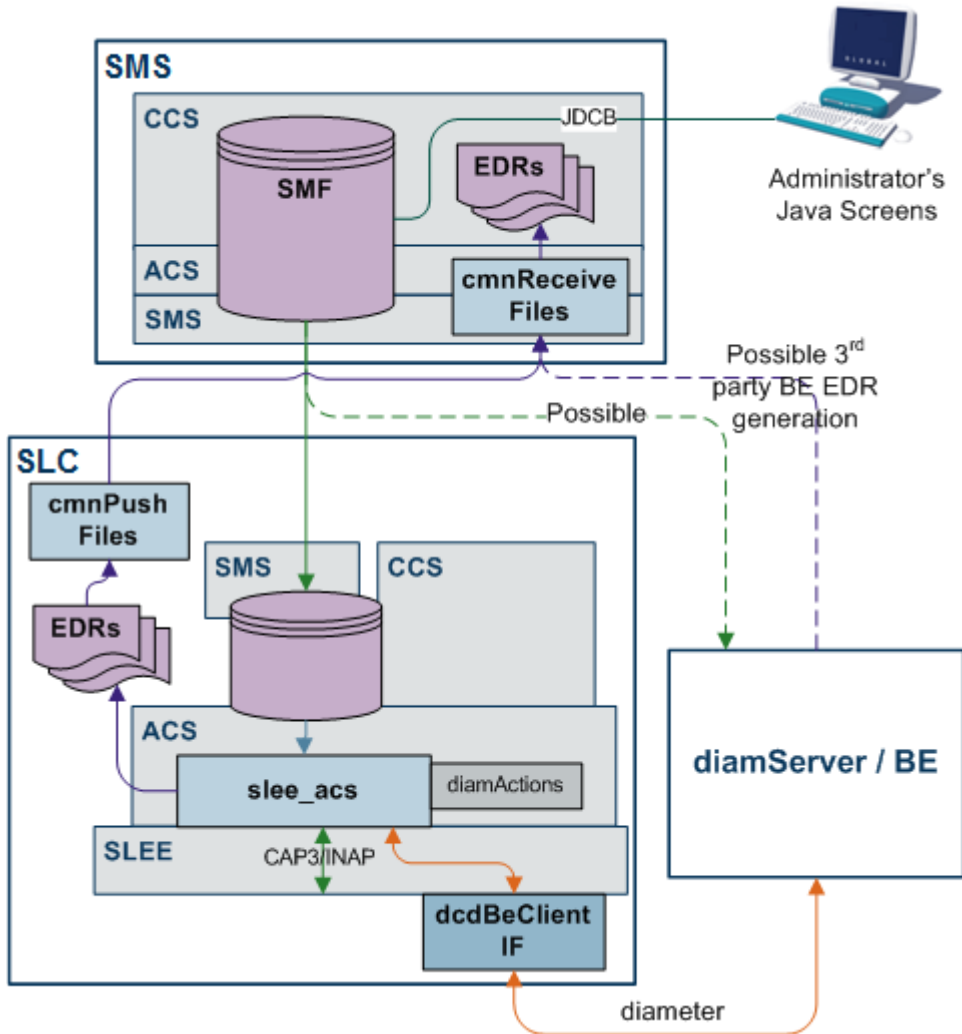 SMS
CCS
JDCB
GLOBAL
EDRs
SMF
Administrator's
Java Screens
ACS
cmnReceive
Files
SMS
Possible 3rd
party BE EDR
generation
Possible
SLC
cmnPush
Files
SMS
CCS
EDRs
ACS
slee_acs
diamActions
diamServer / BE
SLEE
CAP3/INAP
dcdBeClient
IF
diameter